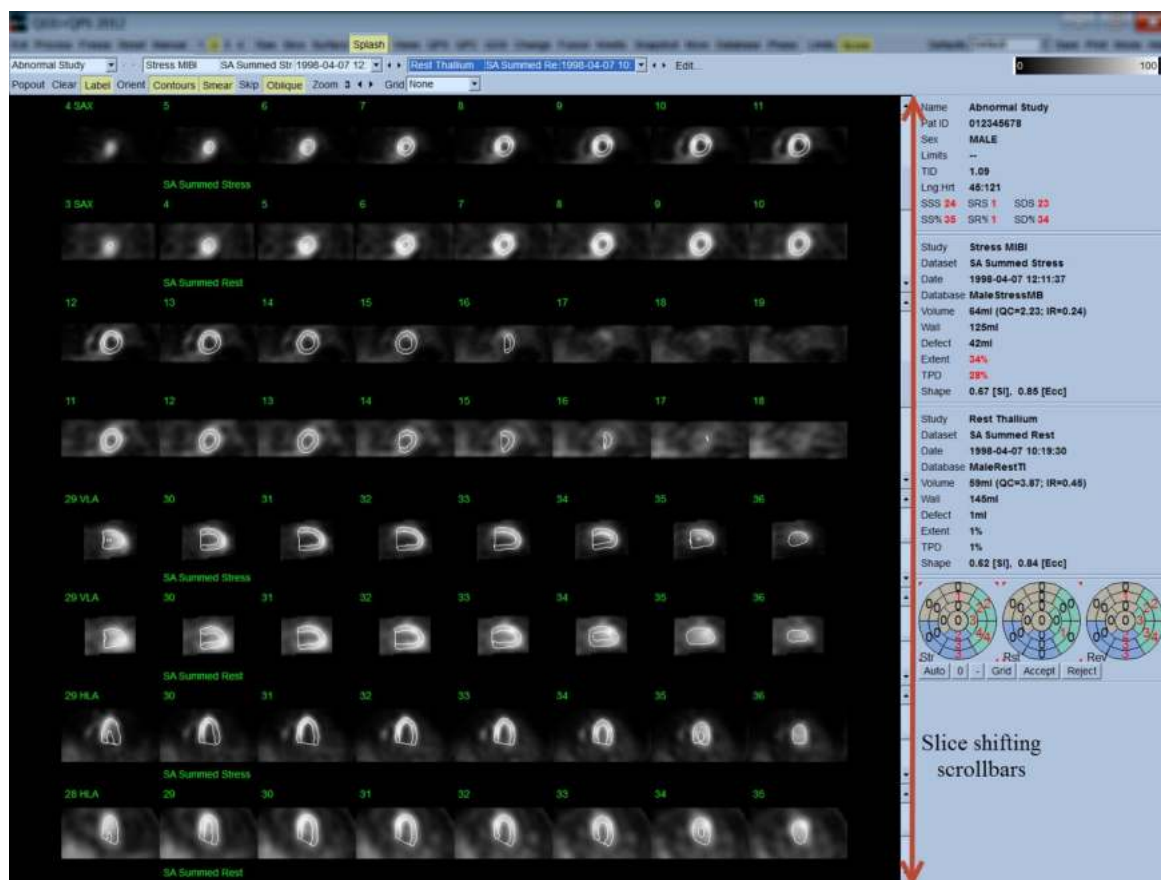 QGS+QPS 2012
Splash
Abnormal Study Stress MIBI SA Summed Str 1998-04-07 12: Rest Thallium SA Summed Re 1998-04-07 10: Edit...
0 100
Popout Clear Label Orient Contours Smear Skip Oblique Zoom 3 Grid None
4 SAX 5 6 7 8 9 10 11
SA Summed Stress
3 SAX 4 5 6 7 8 9 10
SA Summed Rest
12 13 14 15 16 17 18 19
11 12 13 14 15 16 17 18
29 VLA 30 31 32 33 34 35 36
SA Summed Stress
29 VLA 30 31 32 33 34 35 36
SA Summed Rest
29 HLA 30 31 32 33 34 35 36
SA Summed Stress
28 HLA 29 30 31 32 33 34 35
SA Summed Rest
Name Abnormal Study
Pat ID 012345678
Sex MALE
Limits --
TID 1.09
Lng:Hrt 45:121
SSS 24 SRS 1 SDS 23
SS% 35 SR% 1 SD% 34
Study Stress MIBI
Dataset SA Summed Stress
Date 1998-04-07 12:11:37
Database MaleStressMB
Volume 64ml (QC=2.23; IR=0.24)
Wall 125ml
Defect 42ml
Extent 34%
TPD 28%
Shape 0.67 [SI], 0.85 [Ecc]
Study Rest Thallium
Dataset SA Summed Rest
Date 1998-04-07 10:19:30
Database MaleRestTl
Volume 59ml (QC=3.87; IR=0.45)
Wall 145ml
Defect 1ml
Extent 1%
TPD 1%
Shape 0.62 [SI], 0.84 [Ecc]
Str Rst Rev
Auto 0 - Grid Accept Reject
Slice shifting
scrollbars